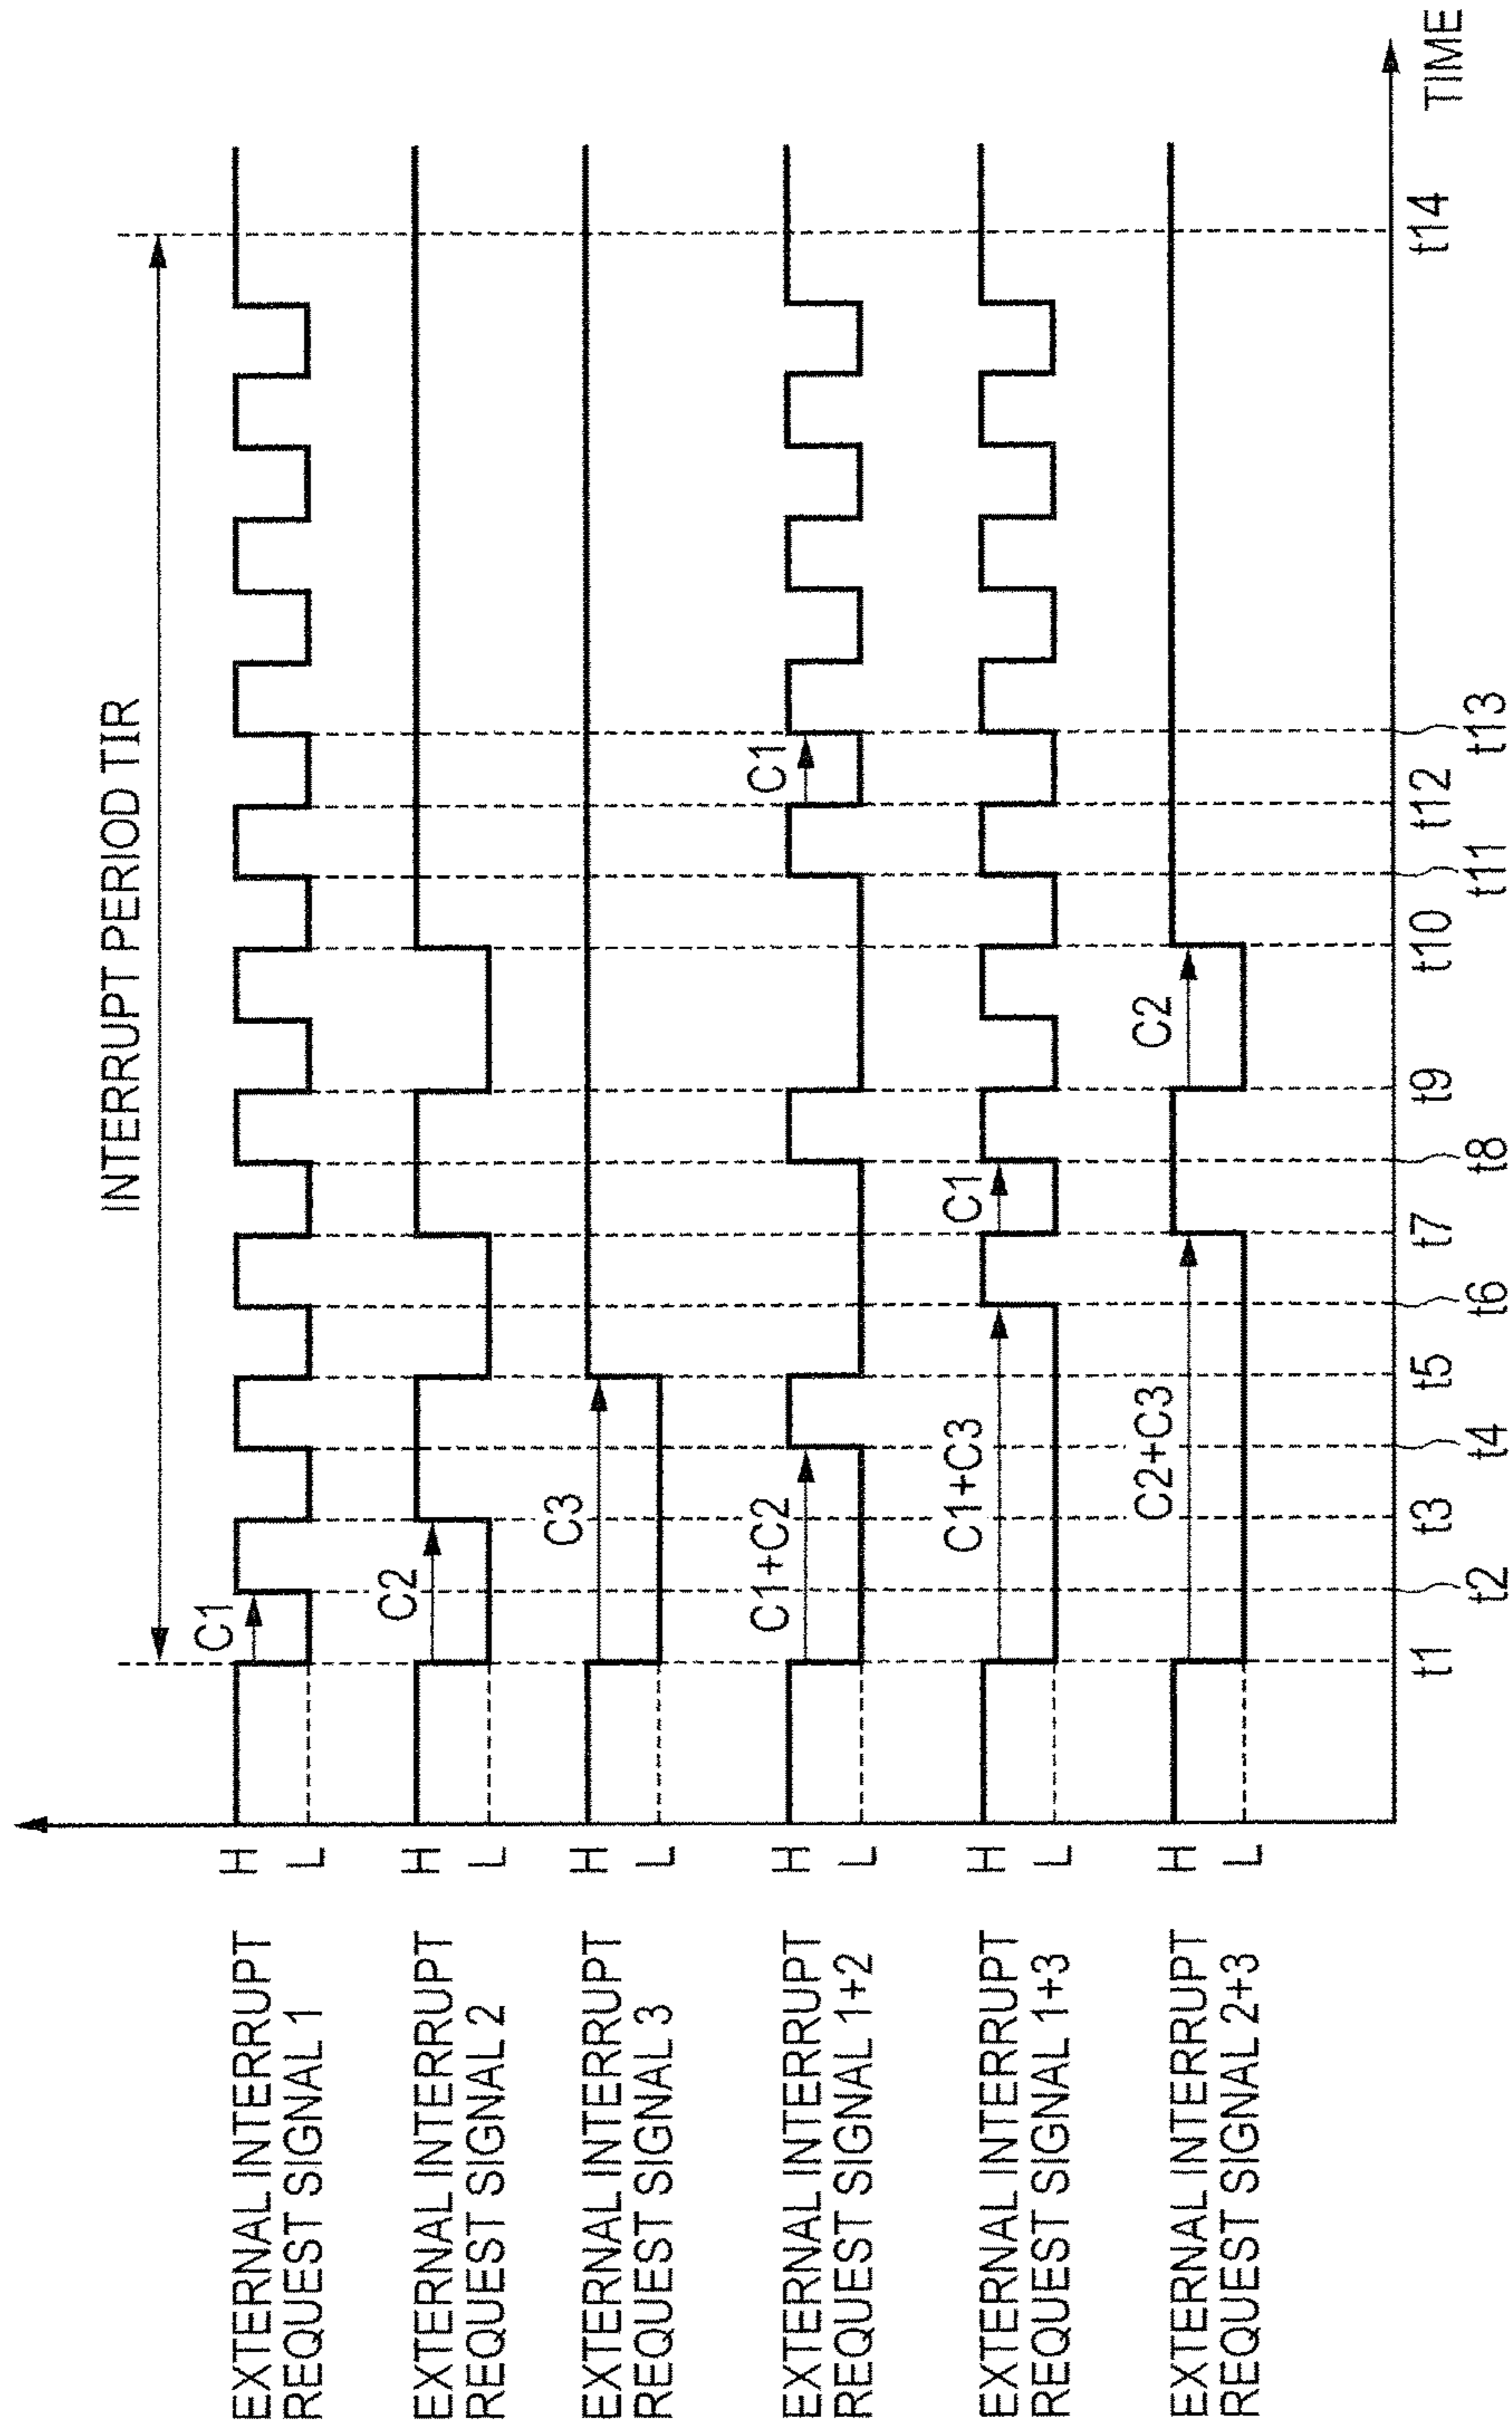 INTERRUPT PERIOD TIR
EXTERNAL INTERRUPT
REQUEST SIGNAL 1
H
L
C1
EXTERNAL INTERRUPT
REQUEST SIGNAL 2
H
L
C2
EXTERNAL INTERRUPT
REQUEST SIGNAL 3
H
L
C3
EXTERNAL INTERRUPT
REQUEST SIGNAL 1+2
H
L
C1+C2
C1
EXTERNAL INTERRUPT
REQUEST SIGNAL 1+3
H
L
C1+C3
C1
EXTERNAL INTERRUPT
REQUEST SIGNAL 2+3
H
L
C2+C3
C2
t1
t2
t3
t4
t5
t6
t7
t8
t9
t10
t11
t12
t13
t14
TIME